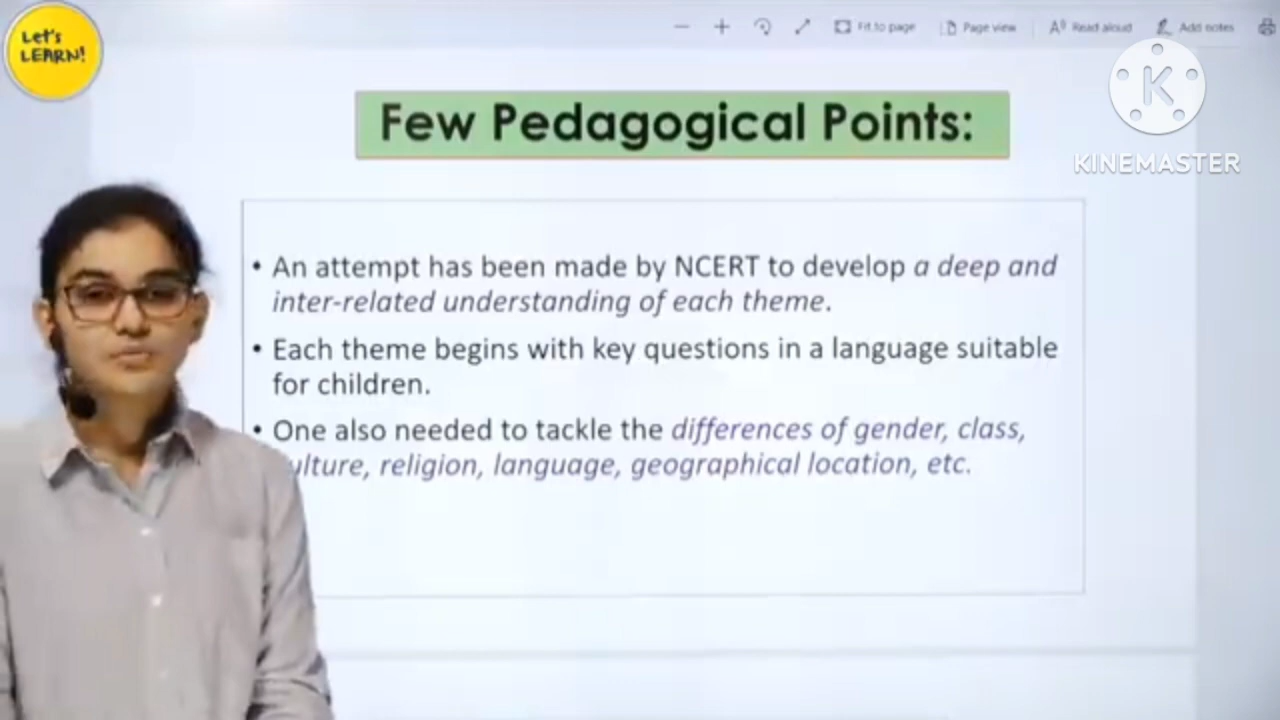 Let's
LEARN!
Fit to page
Page view
Read aloud
Add notes
K
KINEMASTER
Few Pedagogical Points:
• An attempt has been made by NCERT to develop a deep and
inter-related understanding of each theme.
• Each theme begins with key questions in a language suitable
for children.
• One also needed to tackle the differences of gender, class,
ulture, religion, language, geographical location, etc.